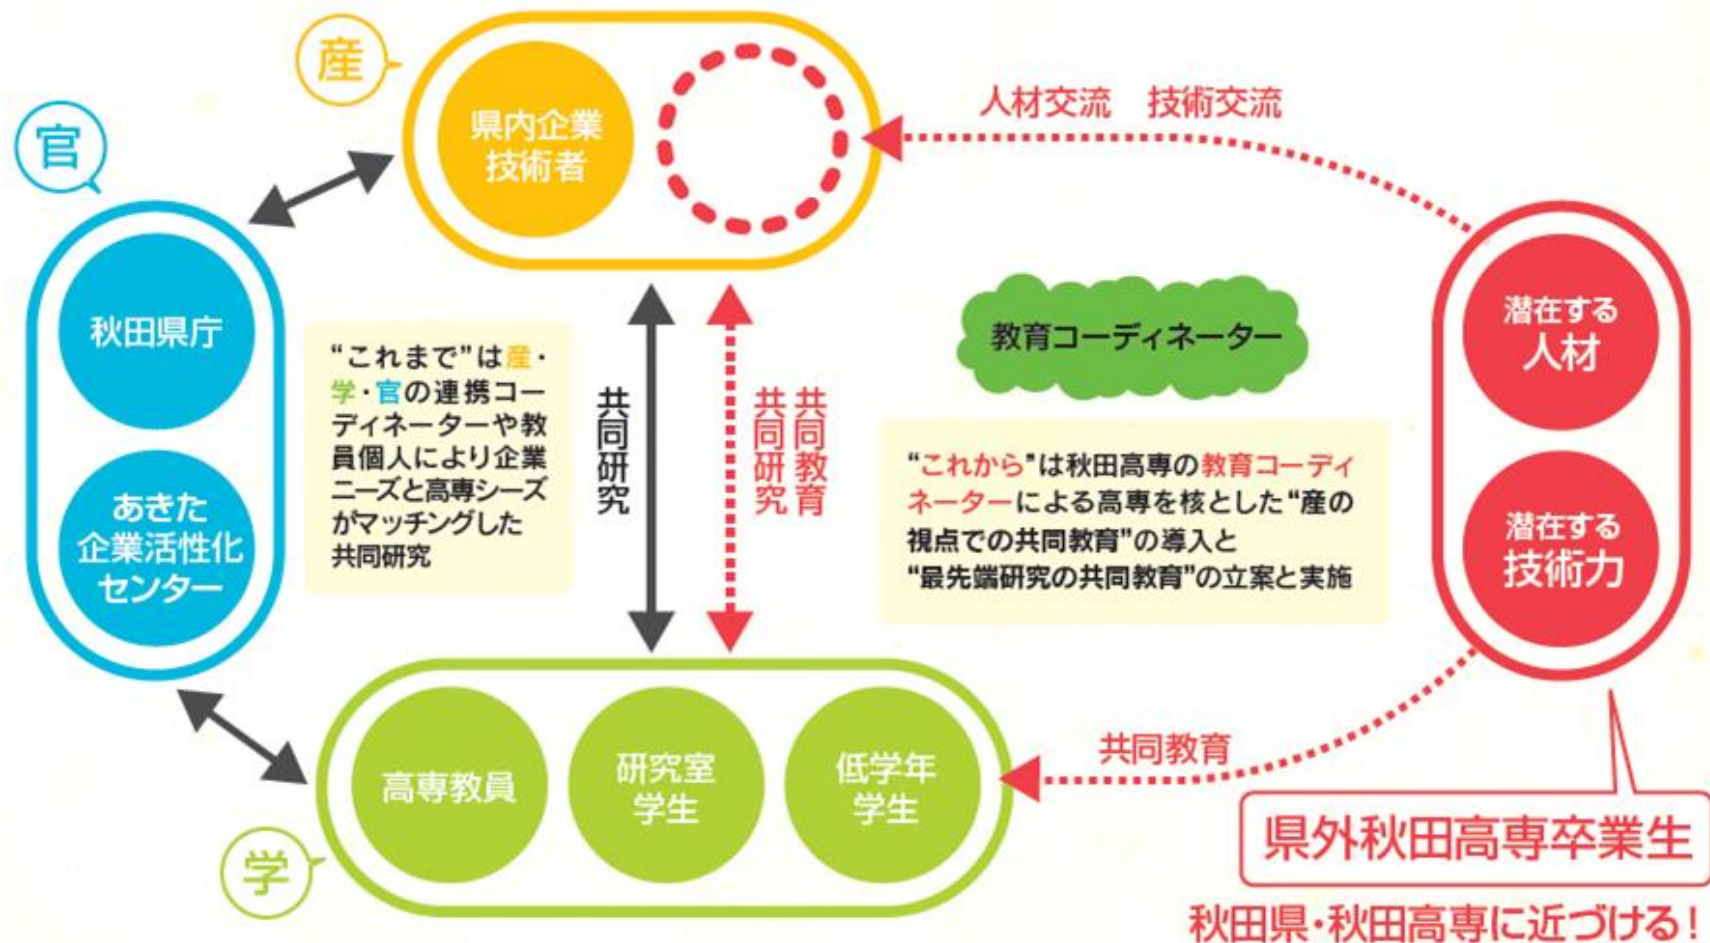 産
官
県内企業
技術者
人材交流 技術交流
秋田県庁
あきた
企業活性化
センター
“これまで”は産・
学・官の連携コー
ディネーターや教
員個人により企業
ニーズと高専シーズ
がマッチングした
共同研究
共同研究
共同教育
共同研究
教育コーディネーター
“これから”は秋田高専の教育コーディ
ネーターによる高専を核とした“産の
視点での共同教育”の導入と
“最先端研究の共同教育”の立案と実施
潜在する
人材
潜在する
技術力
高専教員
研究室
学生
低学年
学生
学
共同教育
県外秋田高専卒業生
秋田県・秋田高専に近づける!